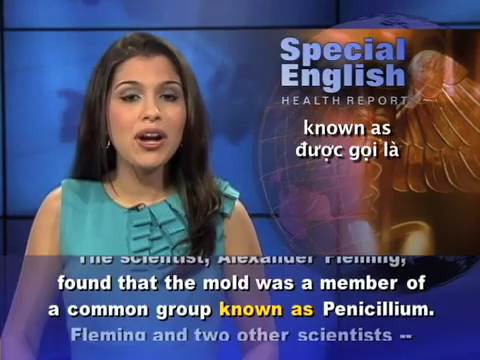 Special
English
HEALTH REPORT
known as
được gọi là
The scientist, Alexander Fleming,
found that the mold was a member of
a common group known as Penicillium.
Fleming and two other scientists --